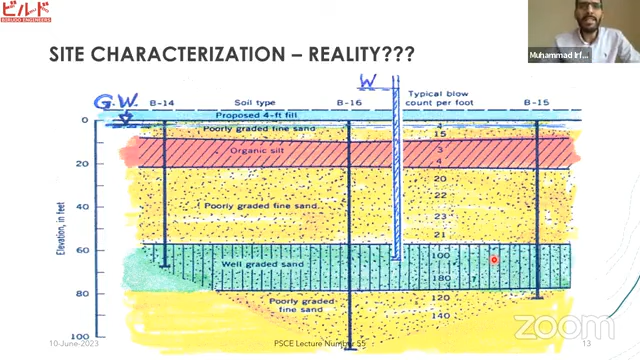 ビルド
BIRUDO ENGINEERS
SITE CHARACTERIZATION – REALITY???
Muhammad Irf...
G.W.
W
B-14
Soil type
B-16
Typical blow
count per foot
B-15
Proposed 4-ft fill
0
Poorly graded fine sand
4
15
Organic silt
3
4
20
20
22
Poorly graded fine sand
23
40
21
Elevation, in feet
60
100
Well graded sand
180
80
Poorly graded
fine sand
120
140
100
10-June-2023
PSCE Lecture Number 55
13
zoom